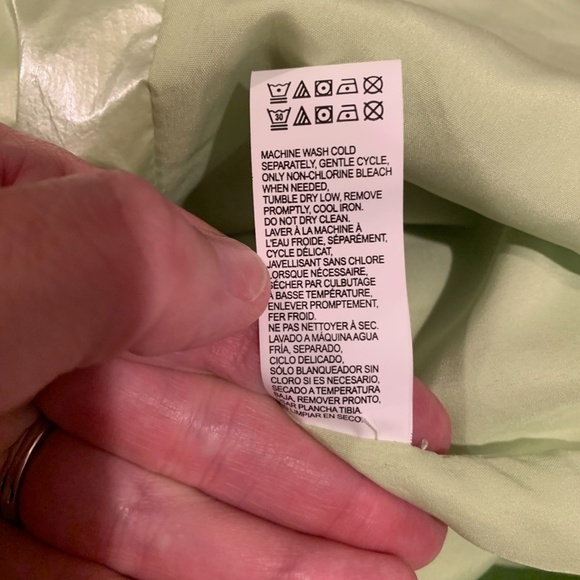 30
MACHINE WASH COLD
SEPARATELY, GENTLE CYCLE,
ONLY NON-CHLORINE BLEACH
WHEN NEEDED,
TUMBLE DRY LOW, REMOVE
PROMPTLY, COOL IRON.
DO NOT DRY CLEAN.
LAVER À LA MACHINE À
L'EAU FROIDE, SÉPARÉMENT,
CYCLE DÉLICAT,
JAVELLISANT SANS CHLORE
LORSQUE NÉCESSAIRE,
SÉCHER PAR CULBUTAGE
À BASSE TEMPÉRATURE,
ENLEVER PROMPTEMENT,
FER FROID.
NE PAS NETTOYER À SEC.
LAVADO A MÁQUINA AGUA
FRÍA, SEPARADO,
CICLO DELICADO,
SÓLO BLANQUEADOR SIN
CLORO SI ES NECESARIO,
SECADO A TEMPERATURA
BAJA, REMOVER PRONTO,
PLANCHA TIBIA.
LIMPIAR EN SECO.